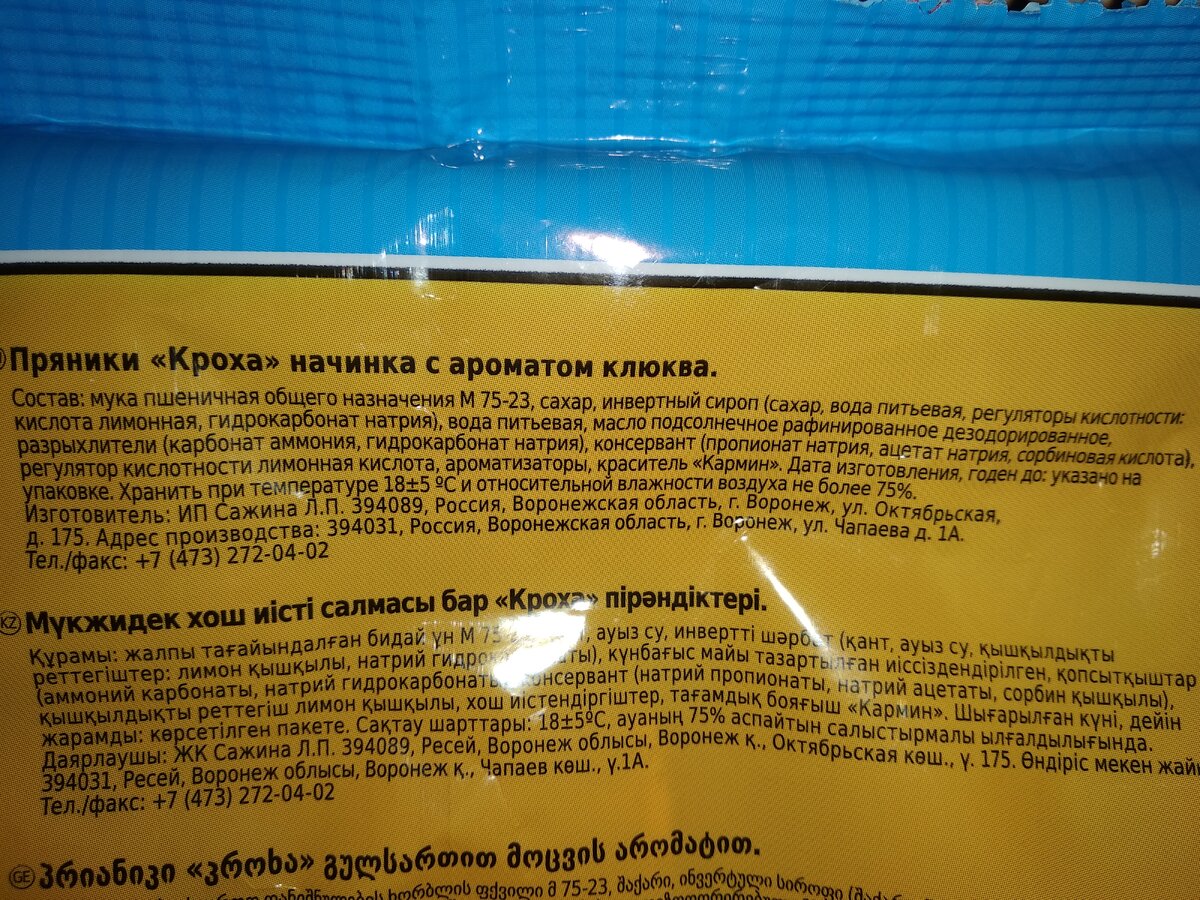 Пряники «Кроха» начинка с ароматом клюква.
Состав: мука пшеничная общего назначения М 75-23, сахар, инвертный сироп (сахар, вода питьевая, регуляторы кислотности:
кислота лимонная, гидрокарбонат натрия), вода питьевая, масло подсолнечное рафинированное дезодорированное,
разрыхлители (карбонат аммония, гидрокарбонат натрия), консервант (пропионат натрия, ацетат натрия, сорбиновая кислота),
регулятор кислотности лимонная кислота, ароматизаторы, краситель «Кармин». Дата изготовления, годен до: указано на
упаковке. Хранить при температуре 18±5 ºС и относительной влажности воздуха не более 75%.
Изготовитель: ИП Сажина Л.П. 394089, Россия, Воронежская область, г. Воронеж, ул. Октябрьская,
д. 175. Адрес производства: 394031, Россия, Воронежская область, г. Воронеж, ул. Чапаева д. 1А.
Тел./факс: +7 (473) 272-04-02
KZ Мүкжидек хош иісті салмасы бар «Кроха» пірәндіктері.
Құрамы: жалпы тағайындалған бидай үн М 75 ауыз су, инвертті шәрбат (қант, ауыз су, қышқылдықты
реттегіштер: лимон қышқылы, натрий күнбағыс майы тазартылған иіссіздендірілген, қопсытқыштар
(аммоний карбонаты, натрий гидрокарбонаты), консервант (натрий пропионаты, натрий ацетаты, сорбин қышқылы),
қышқылдықты реттегіш лимон қышқылы, хош иістендіргіштер, тағамдық бояғыш «Кармин». Шығарылған күні, дейін
жарамды: көрсетілген пакете. Сақтау шарттары: 18±5ºС, ауаның 75% аспайтын салыстырмалы ылғалдылығында.
Даярлаушы: ЖК Сажина Л.П. 394089, Ресей, Воронеж облысы, Воронеж қ., Октябрьская көш., ү. 175. Өндіріс мекен
394031, Ресей, Воронеж облысы, Воронеж қ., Чапаев көш., ү.1А.
Тел./факс: +7 (473) 272-04-02
GE პრიანიკი «კროხა» გულსართით მოცვის არომატით.
ხორბლის ფქვილი მ 75-23, შაქარი, ინვერტული სიროფი